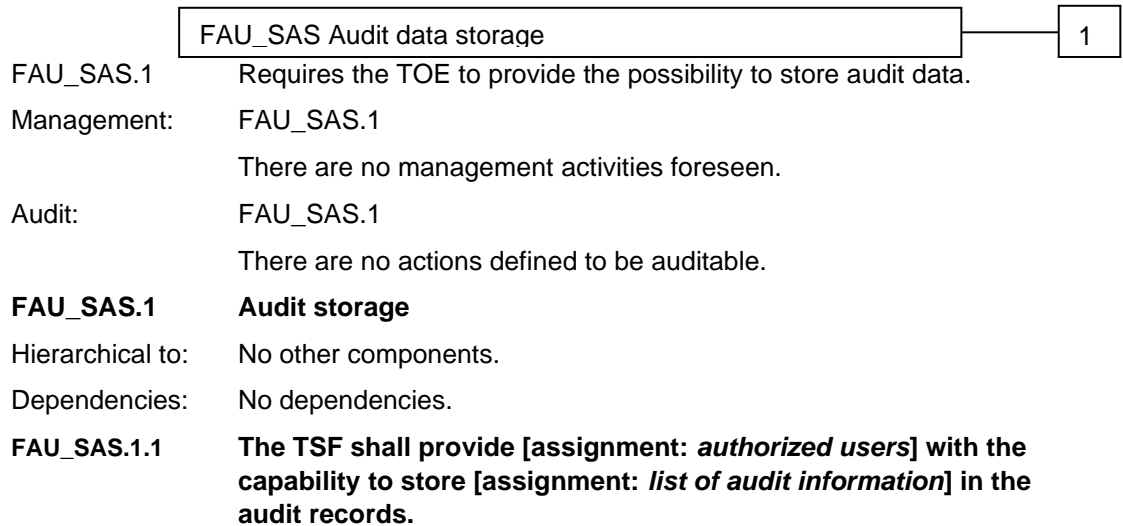 FAU_SAS Audit data storage 1
FAU_SAS.1 Requires the TOE to provide the possibility to store audit data.
Management: FAU_SAS.1
There are no management activities foreseen.
Audit: FAU_SAS.1
There are no actions defined to be auditable.
FAU_SAS.1 Audit storage
Hierarchical to: No other components.
Dependencies: No dependencies.
FAU_SAS.1.1 The TSF shall provide [assignment: authorized users] with the
capability to store [assignment: list of audit information] in the
audit records.